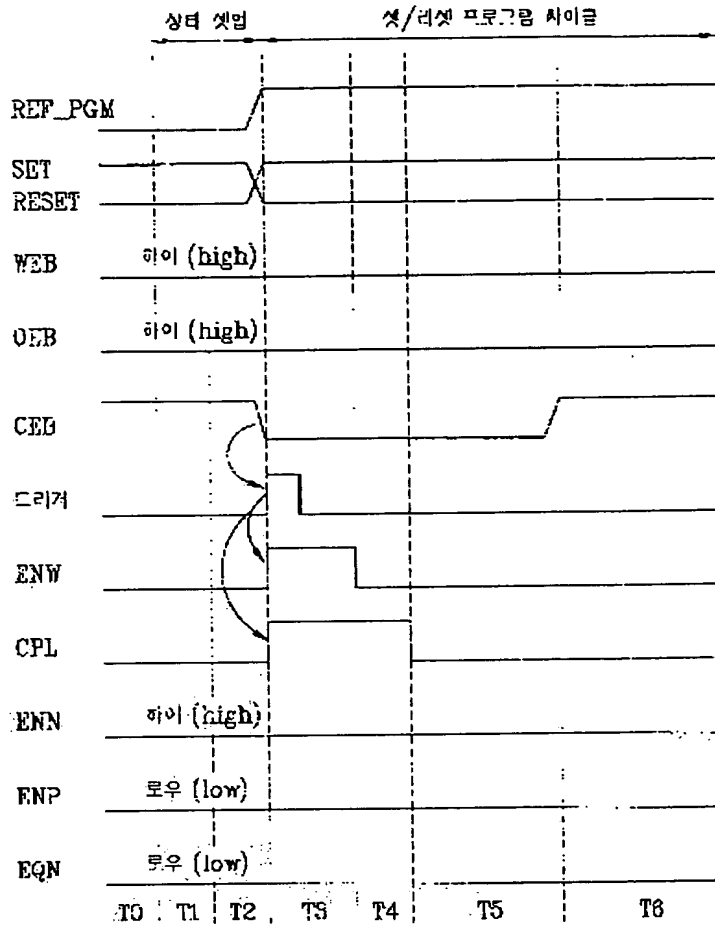 상태 셋업
셋/리셋 프로그램 싸이클
REF_PGM
SET
RESET
WEB
하이 (high)
OEB
하이 (high)
CEB
트리거
ENW
CPL
ENN
하이 (high)
ENP
로우 (low)
EQN
로우 (low)
T0 T1 T2 T3 T4 T5 T6